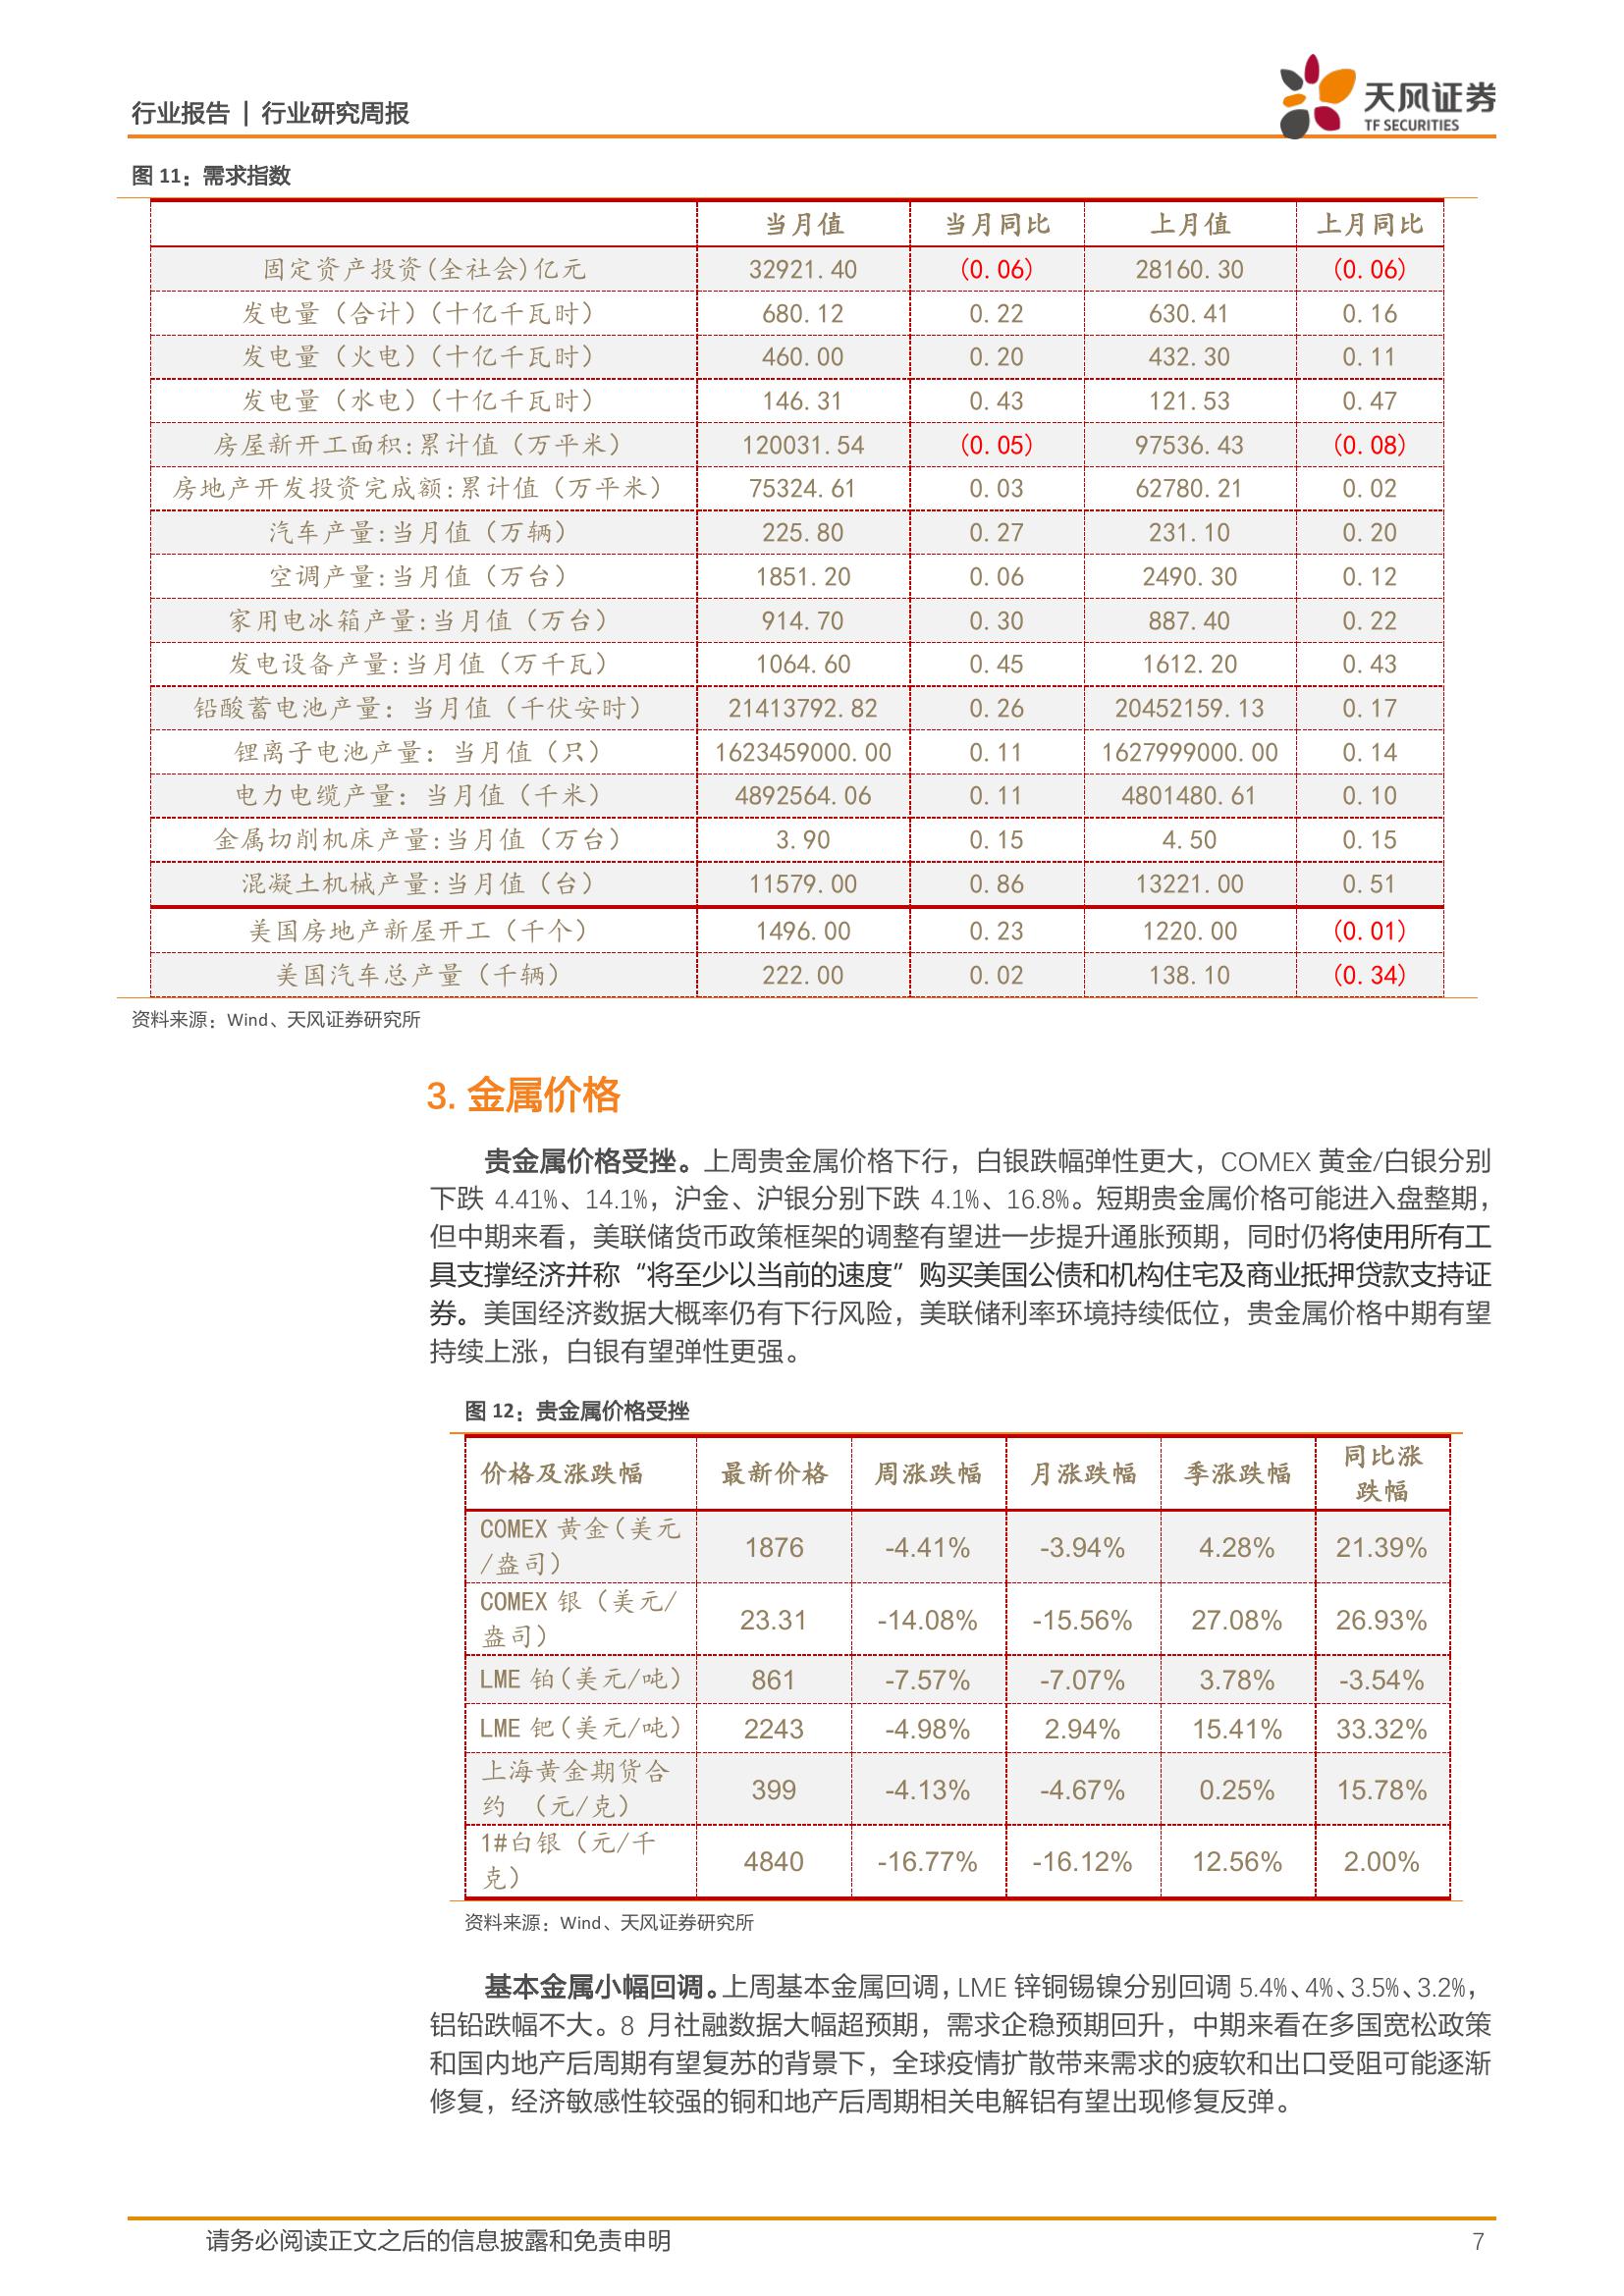 行业报告 | 行业研究周报
天风证券
TF SECURITIES
图 11：需求指数
当月值 当月同比 上月值 上月同比
固定资产投资(全社会)亿元 32921.40 (0.06) 28160.30 (0.06)
发电量（合计）(十亿千瓦时） 680.12 0.22 630.41 0.16
发电量（火电）(十亿千瓦时） 460.00 0.20 432.30 0.11
发电量（水电）(十亿千瓦时） 146.31 0.43 121.53 0.47
房屋新开工面积:累计值（万平米） 120031.54 (0.05) 97536.43 (0.08)
房地产开发投资完成额:累计值（万平米） 75324.61 0.03 62780.21 0.02
汽车产量:当月值（万辆） 225.80 0.27 231.10 0.20
空调产量:当月值（万台） 1851.20 0.06 2490.30 0.12
家用电冰箱产量:当月值（万台） 914.70 0.30 887.40 0.22
发电设备产量:当月值（万千瓦） 1064.60 0.45 1612.20 0.43
铅酸蓄电池产量: 当月值（千伏安时） 21413792.82 0.26 20452159.13 0.17
锂离子电池产量: 当月值（只） 1623459000.00 0.11 1627999000.00 0.14
电力电缆产量: 当月值（千米） 4892564.06 0.11 4801480.61 0.10
金属切削机床产量:当月值（万台） 3.90 0.15 4.50 0.15
混凝土机械产量:当月值（台） 11579.00 0.86 13221.00 0.51
美国房地产新屋开工（千个） 1496.00 0.23 1220.00 (0.01)
美国汽车总产量（千辆） 222.00 0.02 138.10 (0.34)
资料来源：Wind、天风证券研究所
3. 金属价格
贵金属价格受挫。上周贵金属价格下行，白银跌幅弹性更大，COMEX 黄金/白银分别
下跌 4.41%、14.1%，沪金、沪银分别下跌 4.1%、16.8%。短期贵金属价格可能进入盘整期，
但中期来看，美联储货币政策框架的调整有望进一步提升通胀预期，同时仍将使用所有工
具支撑经济并称“将至少以当前的速度”购买美国公债和机构住宅及商业抵押贷款支持证
券。美国经济数据大概率仍有下行风险，美联储利率环境持续低位，贵金属价格中期有望
持续上涨，白银有望弹性更强。
图 12：贵金属价格受挫
价格及涨跌幅 最新价格 周涨跌幅 月涨跌幅 季涨跌幅 同比涨
跌幅
COMEX 黄金(美元
/盎司） 1876 -4.41% -3.94% 4.28% 21.39%
COMEX 银（美元/
盎司） 23.31 -14.08% -15.56% 27.08% 26.93%
LME 铂(美元/吨） 861 -7.57% -7.07% 3.78% -3.54%
LME 钯(美元/吨） 2243 -4.98% 2.94% 15.41% 33.32%
上海黄金期货合
约 （元/克） 399 -4.13% -4.67% 0.25% 15.78%
1#白银（元/千
克） 4840 -16.77% -16.12% 12.56% 2.00%
资料来源：Wind、天风证券研究所
基本金属小幅回调。上周基本金属回调，LME 锌铜锡镍分别回调 5.4%、4%、3.5%、3.2%，
铝铅跌幅不大。8 月社融数据大幅超预期，需求企稳预期回升，中期来看在多国宽松政策
和国内地产后周期有望复苏的背景下，全球疫情扩散带来需求的疲软和出口受阻可能逐渐
修复，经济敏感性较强的铜和地产后周期相关电解铝有望出现修复反弹。
请务必阅读正文之后的信息披露和免责申明 7